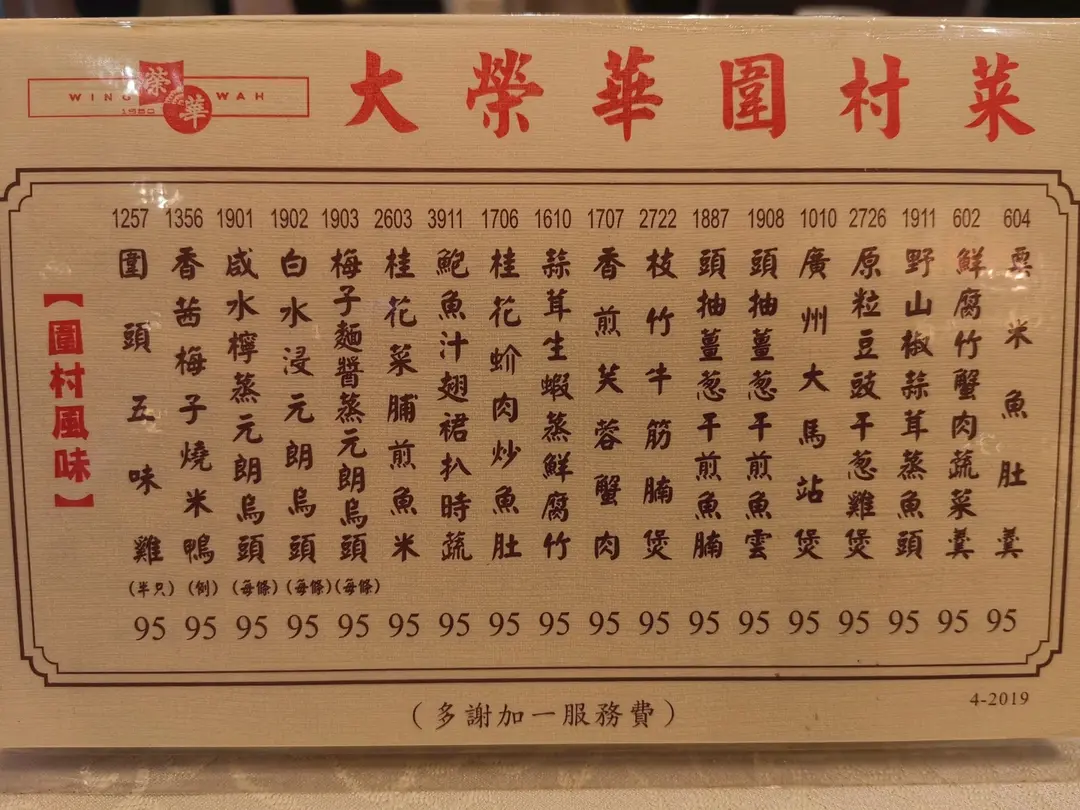 WING WAH
榮華
1950
大榮華圍村菜
【圍村風味】
1257 圍頭五味雞 (半只) 95
1356 香茜梅子燒米鴨 (例) 95
1901 咸水檸蒸元朗烏頭 (每條) 95
1902 白水浸元朗烏頭 (每條) 95
1903 梅子麵醬蒸元朗烏頭 (每條) 95
2603 桂花菜脯煎魚米 95
3911 鮑魚汁翅裙扒時蔬 95
1706 桂花蚧肉炒魚肚 95
1610 蒜茸生蝦蒸鮮腐竹 95
1707 香煎芙蓉蟹肉 95
2722 枝竹牛筋腩煲 95
1887 頭抽薑葱干煎魚腩 95
1908 頭抽薑葱干煎魚雲 95
1010 廣州大馬站煲 95
2726 原粒豆豉干葱雞煲 95
1911 野山椒蒜茸蒸魚頭 95
602 鮮腐竹蟹肉蔬菜羹 95
604 粟米魚肚羹 95
(多謝加一服務費)
4-2019